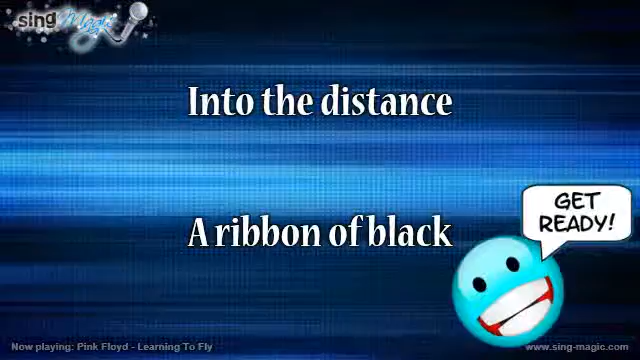 sing Magic
Into the distance
GET
READY!
A ribbon of black
Now playing: Pink Floyd - Learning To Fly
www.sing-magic.com